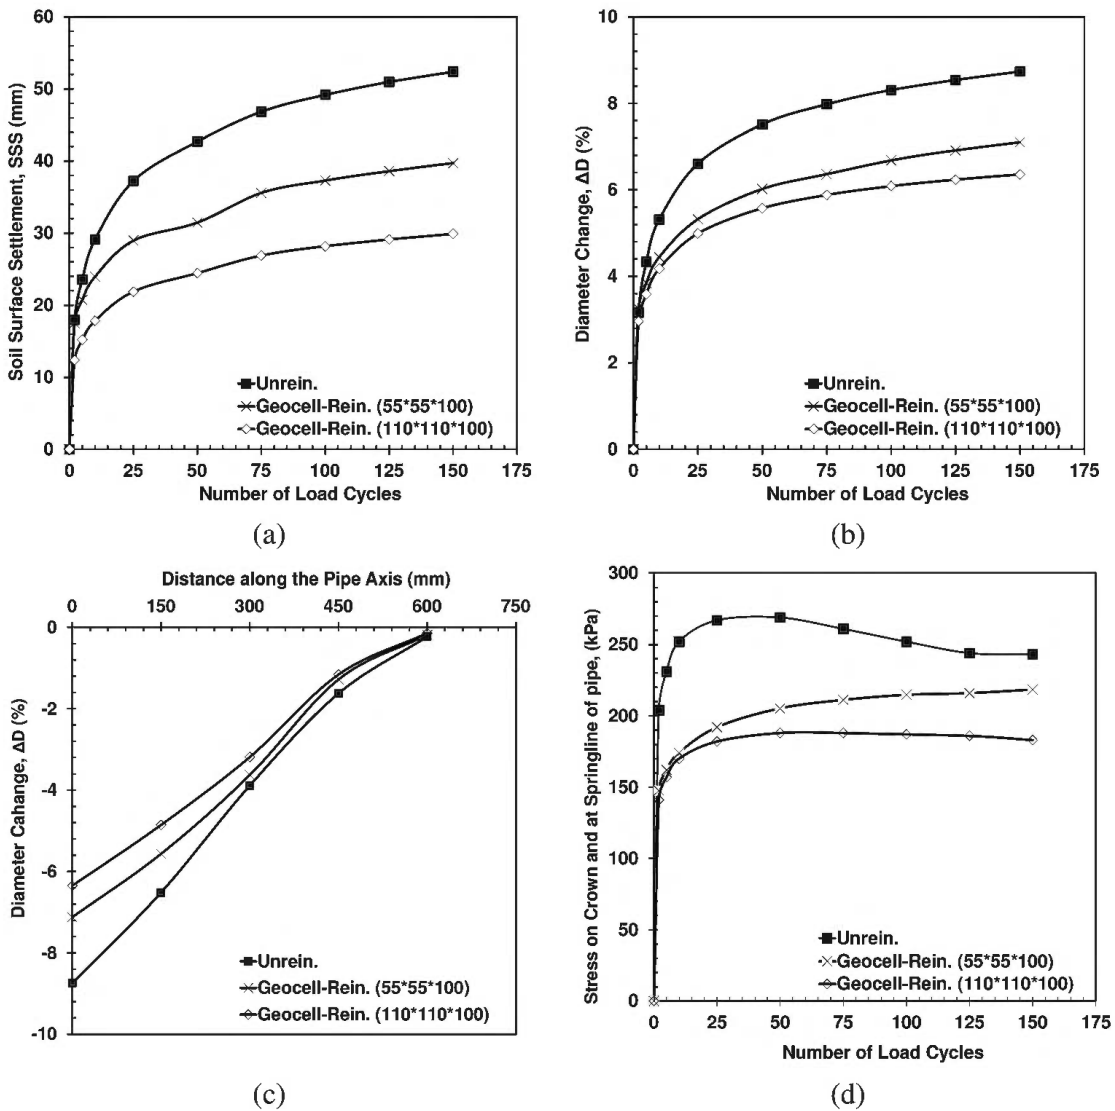 60
50
40
30
20
10
0
Soil Surface Settlement, SSS (mm)
Unrein.
Geocell-Rein. (55*55*100)
Geocell-Rein. (110*110*100)
0 25 50 75 100 125 150 175
Number of Load Cycles
(a)
10
8
6
4
2
0
Diameter Change, ΔD (%)
Unrein.
Geocell-Rein. (55*55*100)
Geocell-Rein. (110*110*100)
0 25 50 75 100 125 150 175
Number of Load Cycles
(b)
Distance along the Pipe Axis (mm)
0 150 300 450 600 750
0
-2
-4
-6
-8
-10
Diameter Cahange, ΔD (%)
Unrein.
Geocell-Rein. (55*55*100)
Geocell-Rein. (110*110*100)
(c)
300
250
200
150
100
50
0
Stress on Crown and at Springline of pipe, (kPa)
Unrein.
Geocell-Rein. (55*55*100)
Geocell-Rein. (110*110*100)
0 25 50 75 100 125 150 175
Number of Load Cycles
(d)